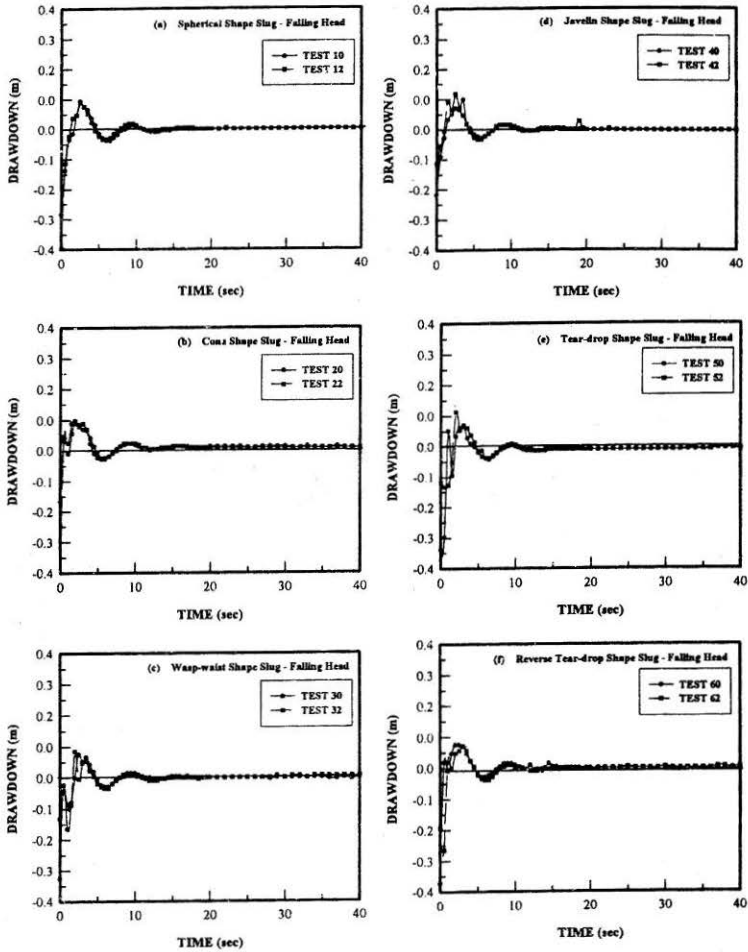 (a) Spherical Shape Slug - Falling Head
TEST 10
TEST 12
DRAWDOWN (m)
0.4
0.3
0.2
0.0
0.0
-0.1
-0.2
-0.3
-0.4
0 10 20 30 40
TIME (sec)
(b) Cone Shape Slug - Falling Head
TEST 20
TEST 22
DRAWDOWN (m)
0.4
0.3
0.2
0.0
0.0
-0.1
-0.2
-0.3
-0.4
0 10 20 30 40
TIME (sec)
(c) Wasp-waist Shape Slug - Falling Head
TEST 30
TEST 32
DRAWDOWN (m)
0.4
0.3
0.2
0.0
0.0
-0.1
-0.2
-0.3
-0.4
0 10 20 30 40
TIME (sec)
(d) Javelin Shape Slug - Falling Head
TEST 40
TEST 42
DRAWDOWN (m)
0.4
0.3
0.2
0.0
0.0
-0.1
-0.2
-0.3
-0.4
0 10 20 30 40
TIME (sec)
(e) Tear-drop Shape Slug - Falling Head
TEST 50
TEST 52
DRAWDOWN (m)
0.4
0.3
0.2
0.0
0.0
-0.1
-0.2
-0.3
-0.4
0 10 20 30 40
TIME (sec)
(f) Reverse Tear-drop Shape Slug - Falling Head
TEST 60
TEST 62
DRAWDOWN (m)
0.4
0.3
0.2
0.0
0.0
-0.1
-0.2
-0.3
-0.4
0 10 20 30 40
TIME (sec)